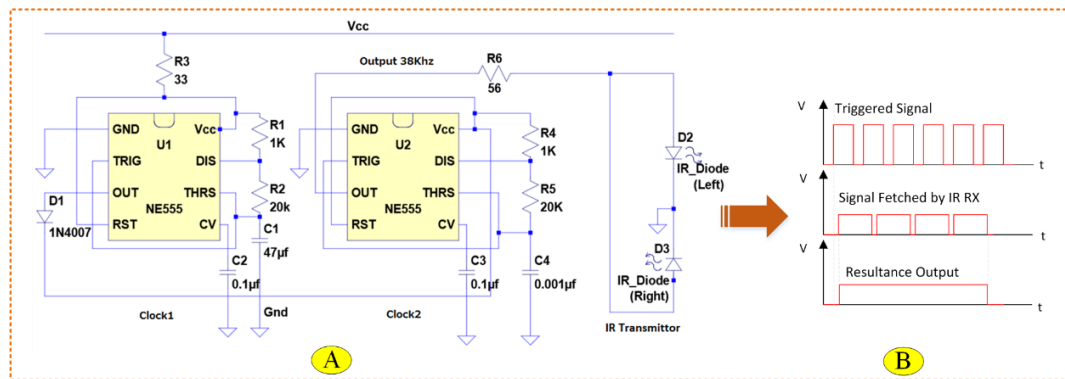 Vcc
R3
33
Output 38Khz
R6
56
GND
Vcc
U1
TRIG
DIS
OUT
THRS
NE555
RST
CV
R1
1K
R2
20k
D1
1N4007
C1
47µf
C2
0.1µf
Gnd
Clock1
GND
Vcc
U2
TRIG
DIS
OUT
THRS
NE555
RST
CV
R4
1K
R5
20K
C3
0.1µf
C4
0.001µf
Clock2
D2
IR_Diode
(Left)
D3
IR_Diode
(Right)
IR Transmittor
A
V
Triggered Signal
t
V
Signal Fetched by IR RX
t
V
Resultance Output
t
B